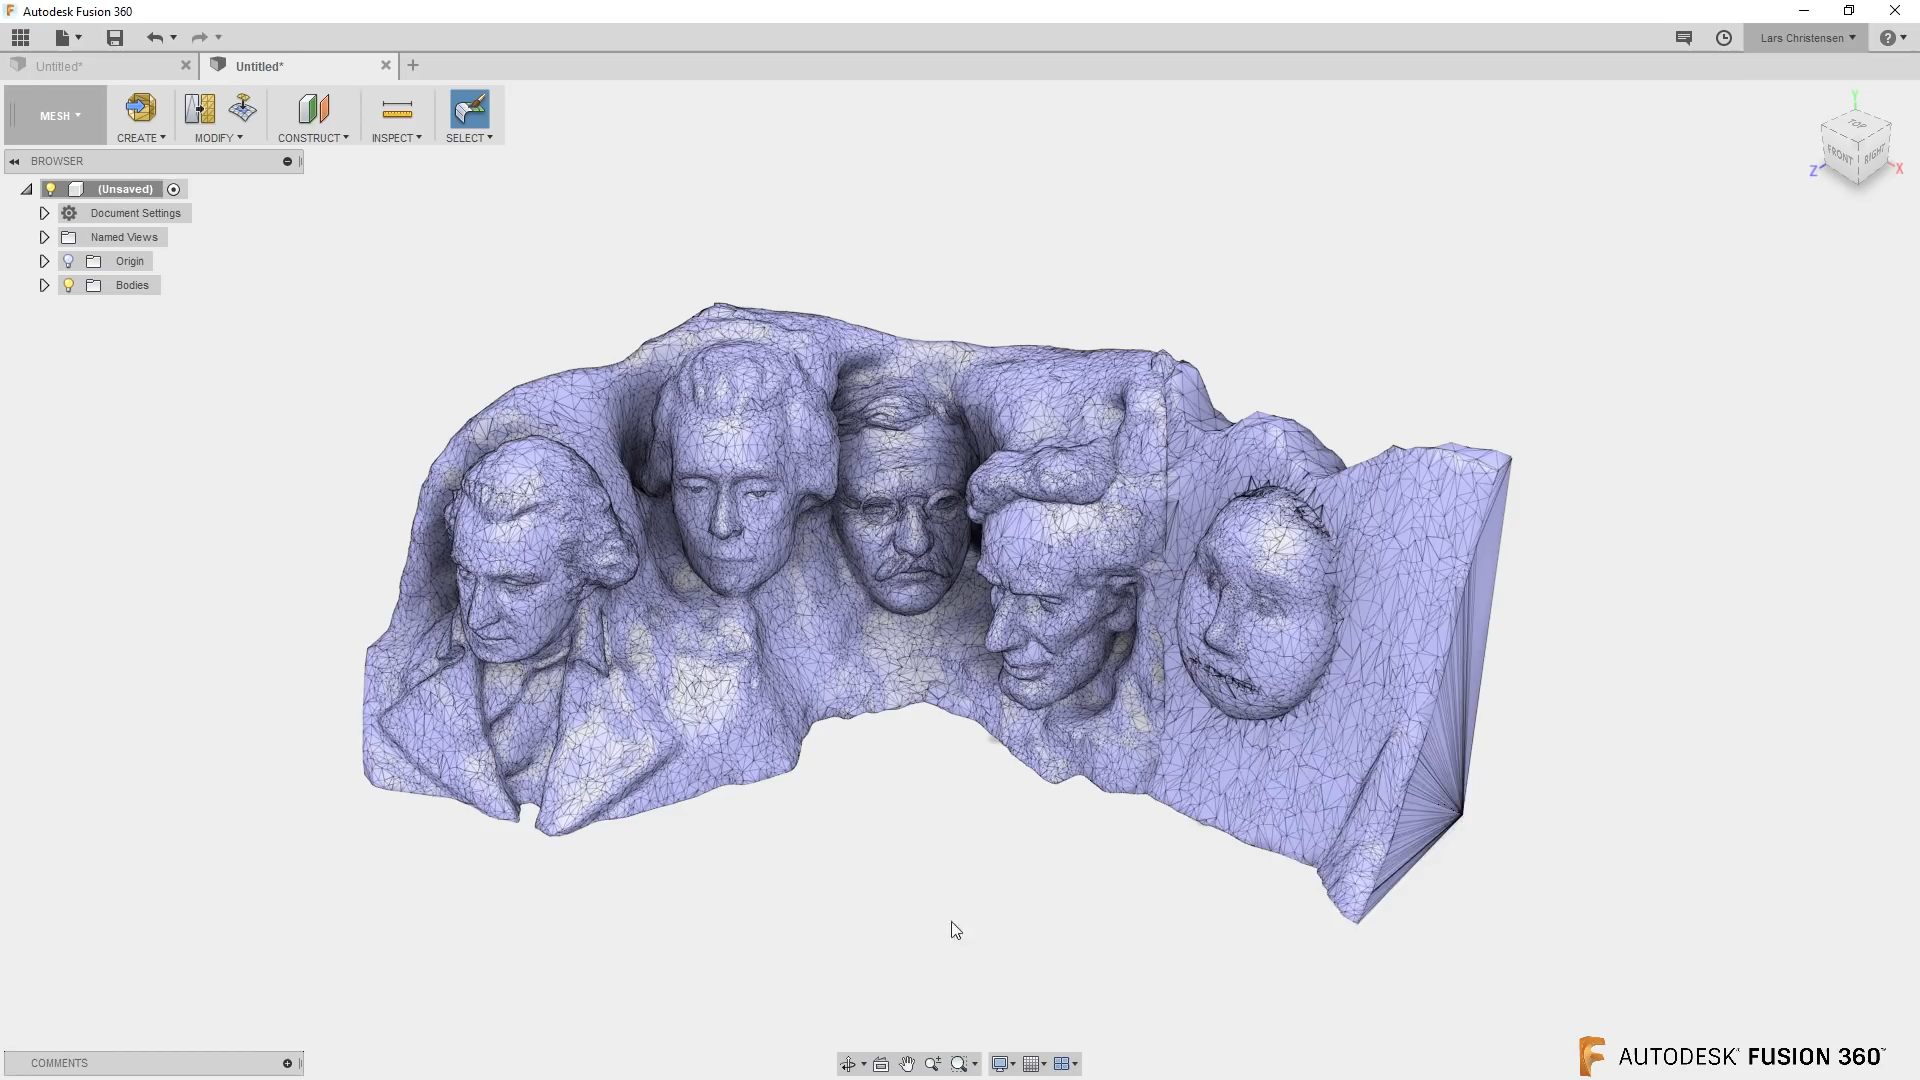 Autodesk Fusion 360
Lars Christensen
Untitled*
Untitled*
MESH
CREATE
MODIFY
CONSTRUCT
INSPECT
SELECT
BROWSER
(Unsaved)
Document Settings
Named Views
Origin
Bodies
Y
TOP
FRONT
RIGHT
Z
X
COMMENTS
AUTODESK® FUSION 360™